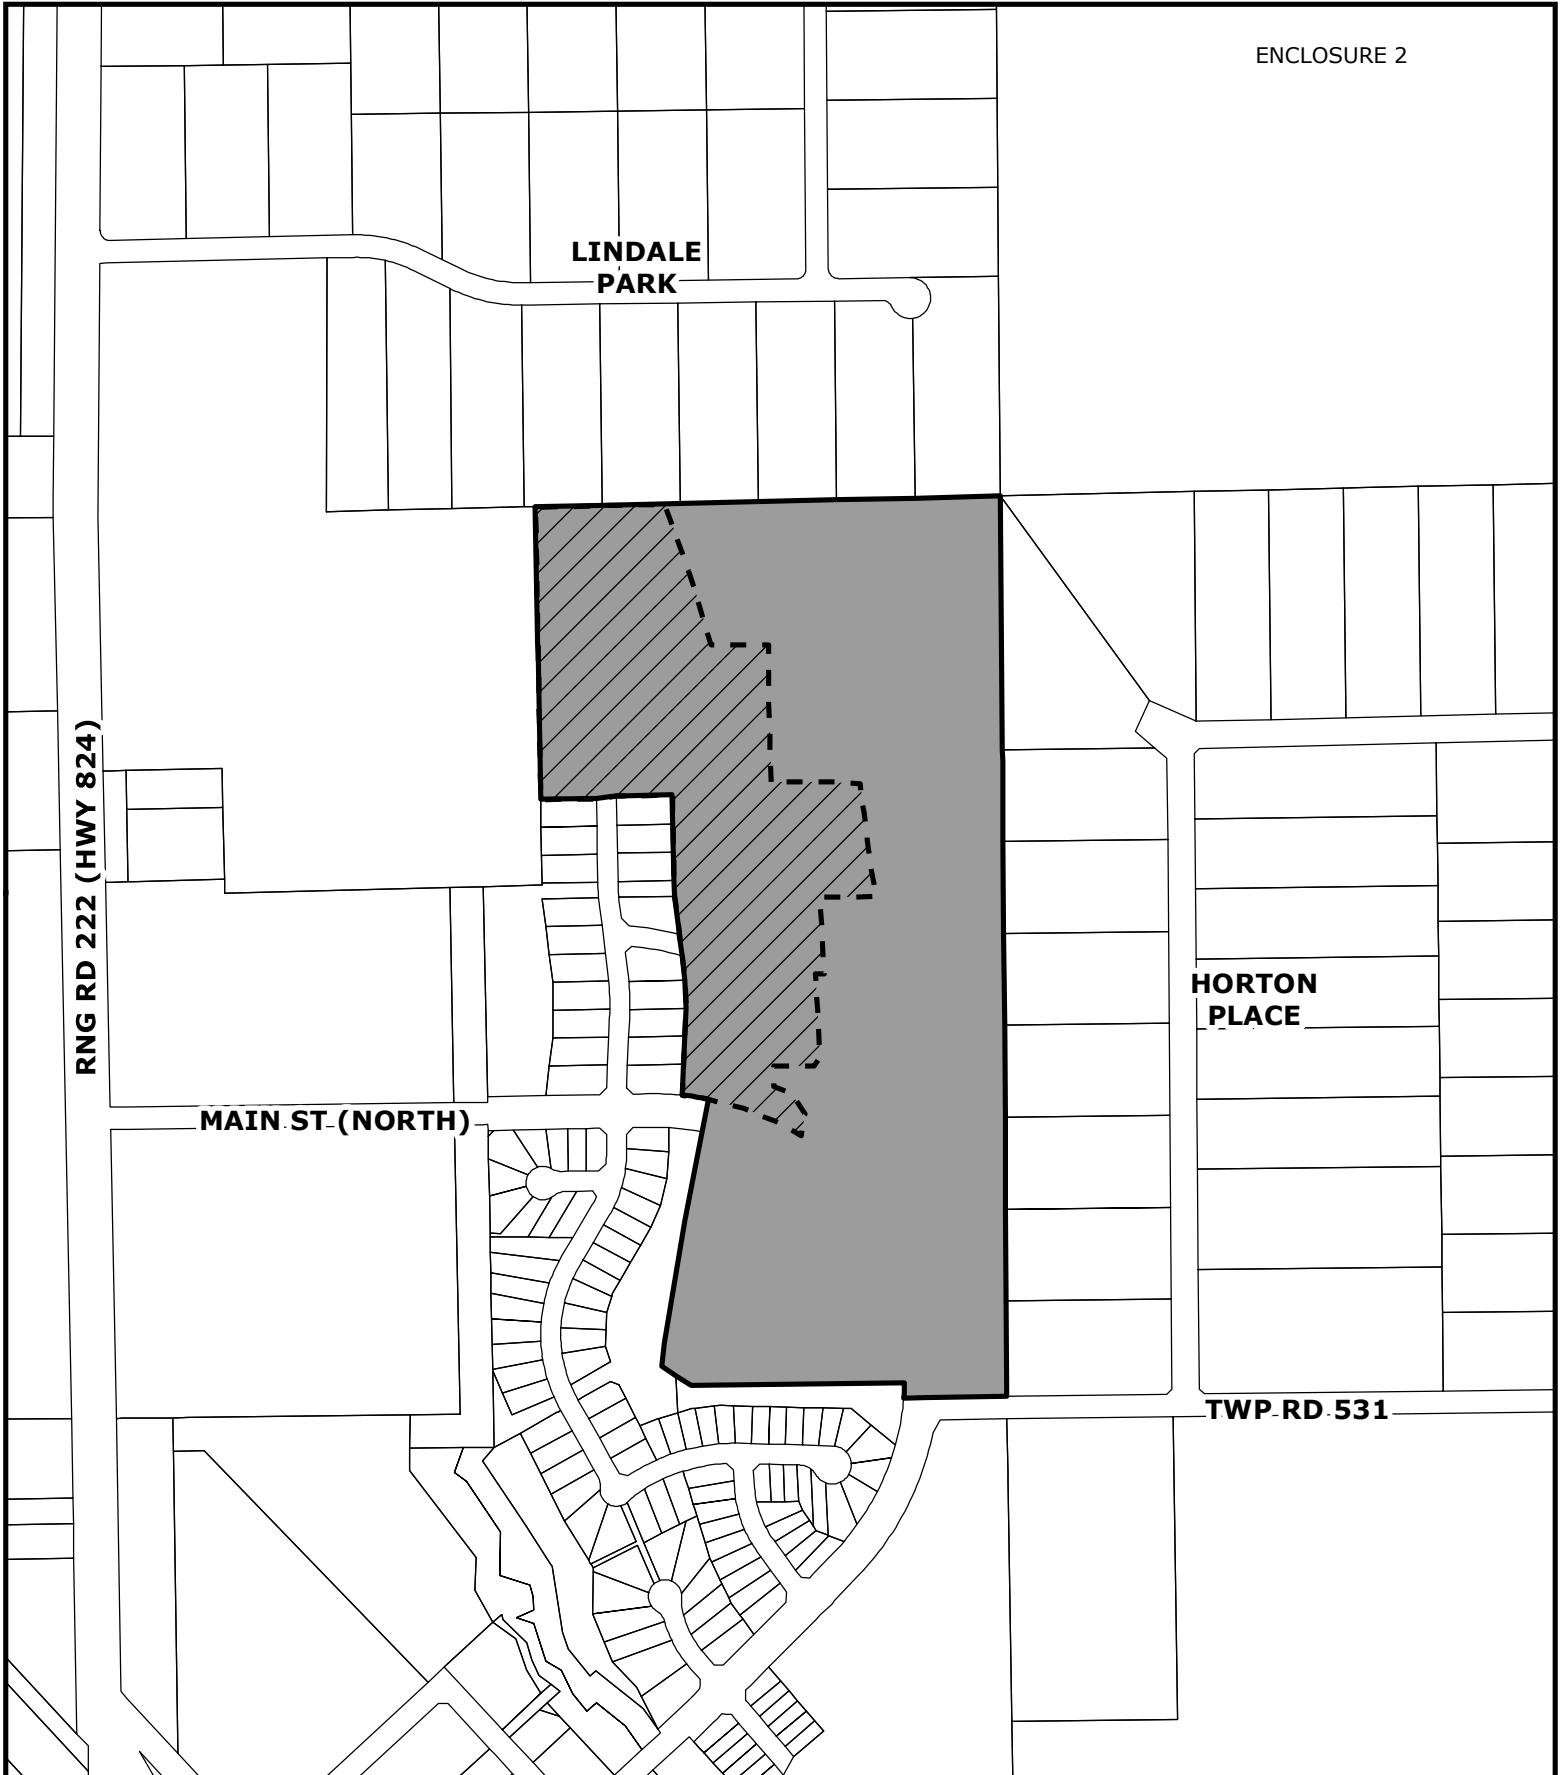 ENCLOSURE 2
LINDALE
PARK
RNG RD 222 (HWY 824)
HORTON
PLACE
MAIN ST (NORTH)
TWP RD 531